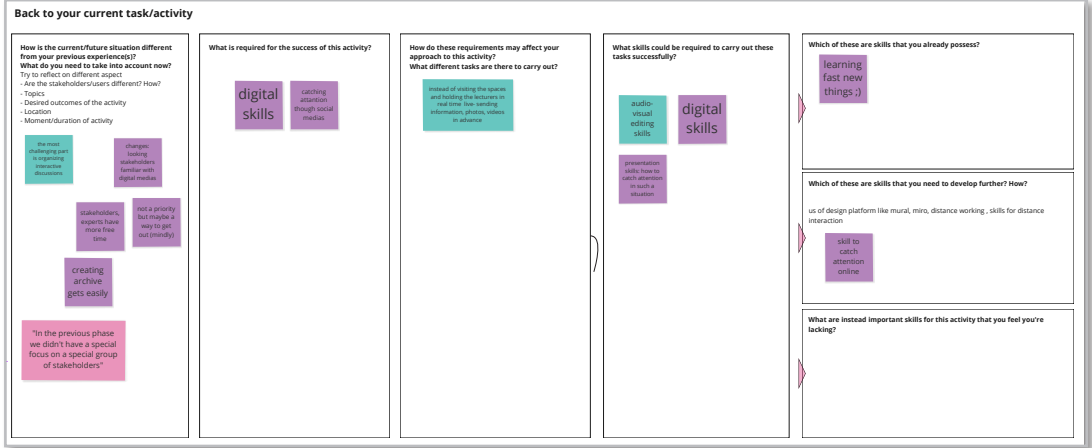 Back to your current task/activity
How is the current/future situation different
from your previous experience(s)?
What do you need to take into account now?
Try to reflect on different aspect
- Are the stakeholders/users different? How?
- Topics
- Desired outcomes of the activity
- Location
- Moment/duration of activity
the most
challenging part
is organizing
interactive
discussions
changes:
looking
stakeholders
familiar with
digital medias
stakeholders,
experts have
more free
time
not a priority
but maybe a
way to get
out (mindly)
creating
archive
gets easily
"In the previous phase
we didn't have a special
focus on a special group
of stakeholders"
What is required for the success of this activity?
digital
skills
catching
attention
though social
medias
How do these requirements may affect your
approach to this activity?
What different tasks are there to carry out?
instead of visiting the spaces
and holding the lecturers in
real time live- sending
information, photos, videos
in advance
What skills could be required to carry out these
tasks successfully?
audio-
visual
editing
skills
digital
skills
presentation
skills: how to
catch attention
in such a
situation
Which of these are skills that you already possess?
learning
fast new
things ;)
Which of these are skills that you need to develop further? How?
us of design platform like mural, miro, distance working , skills for distance
interaction
skill to
catch
attention
online
What are instead important skills for this activity that you feel you're
lacking?